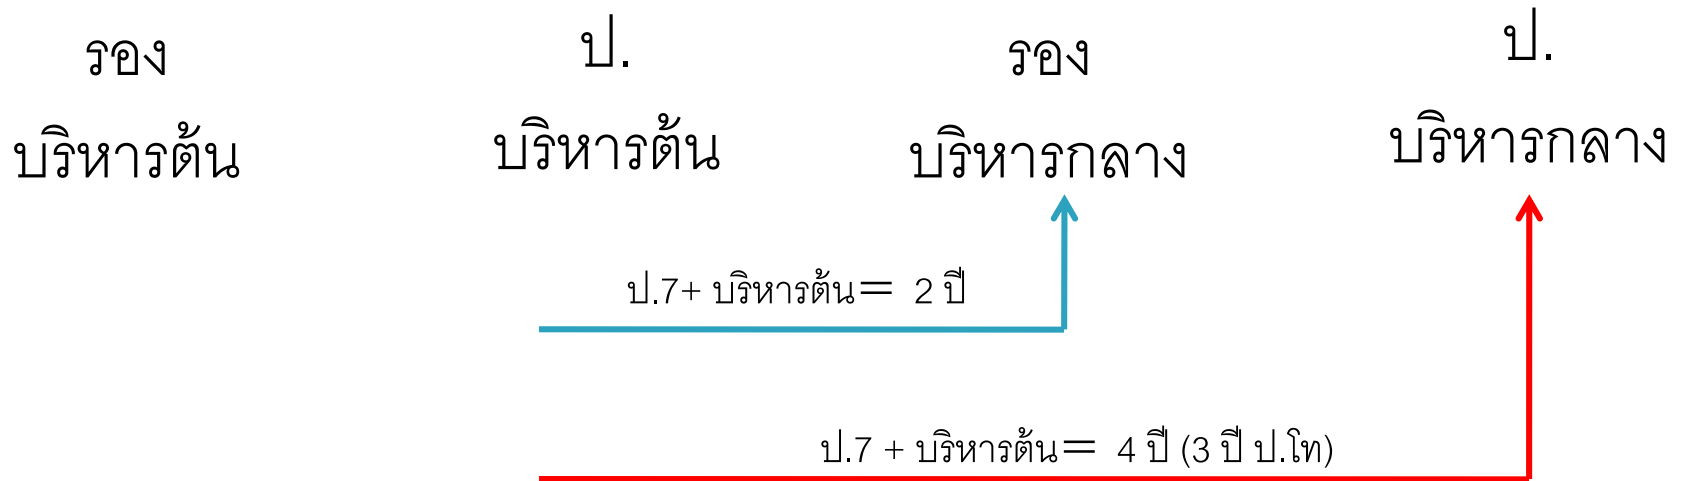 รอง
บริหารต้น
ป.
บริหารต้น
รอง
บริหารกลาง
ป.
บริหารกลาง
ป.7+ บริหารต้น= 2 ปี
ป.7 + บริหารต้น= 4 ปี (3 ปี ป.โท)